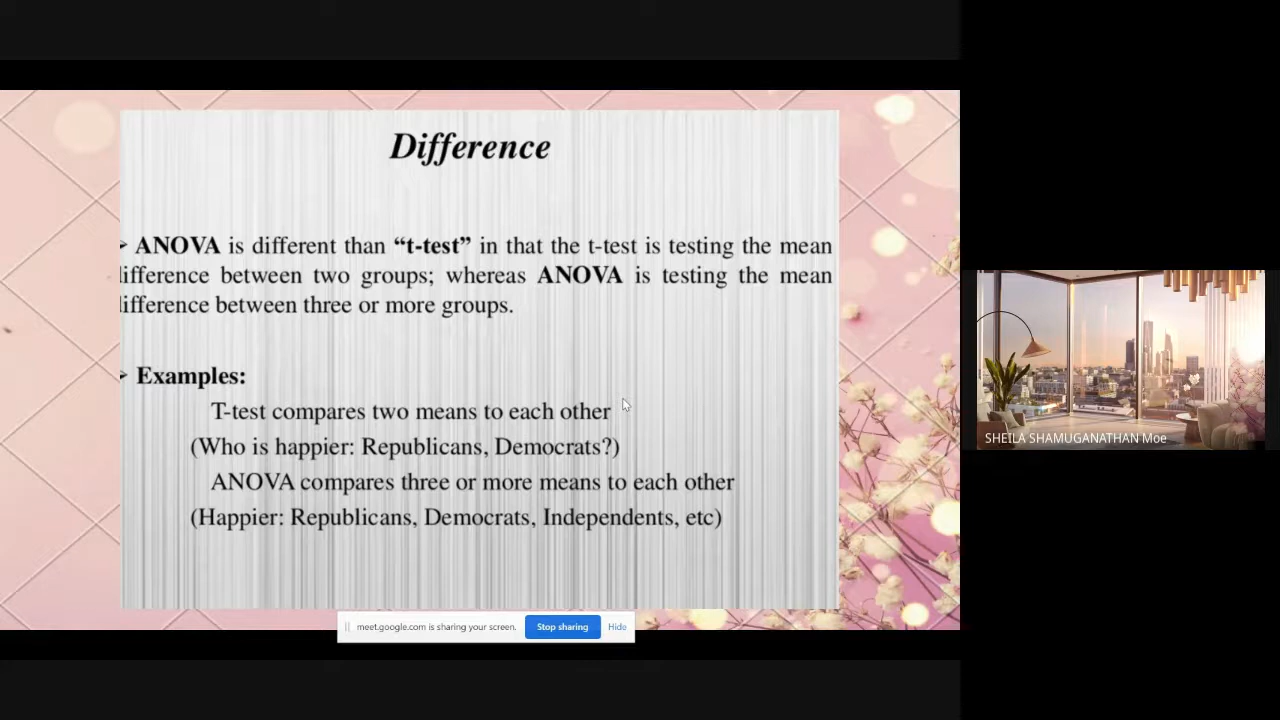 Difference
ANOVA is different than “t-test” in that the t-test is testing the mean
difference between two groups; whereas ANOVA is testing the mean
difference between three or more groups.
Examples:
T-test compares two means to each other
(Who is happier: Republicans, Democrats?)
ANOVA compares three or more means to each other
(Happier: Republicans, Democrats, Independents, etc)
meet.google.com is sharing your screen. Stop sharing Hide
SHEILA SHAMUGANATHAN Moe